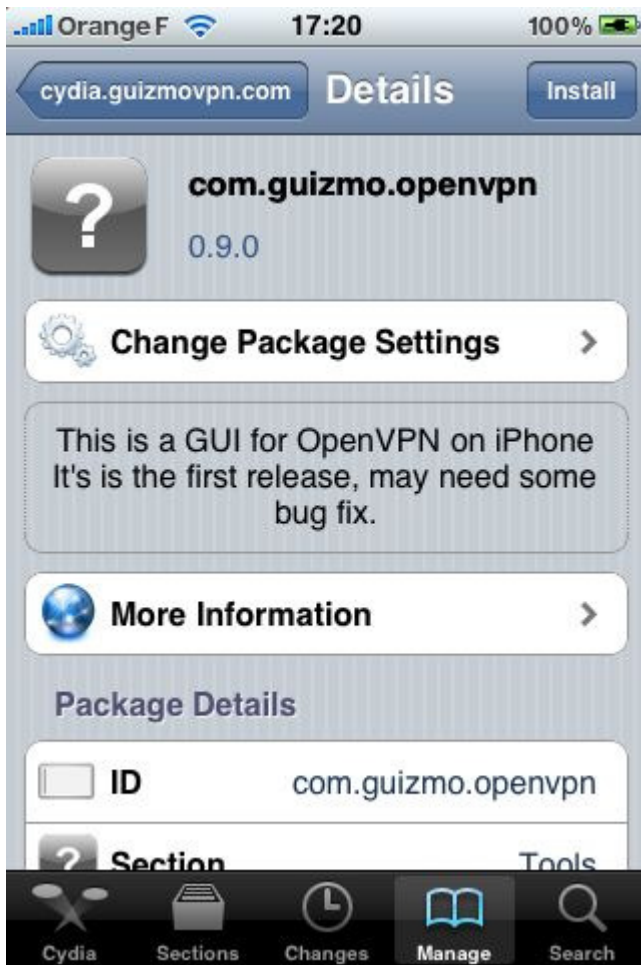 Orange F 17:20 100%
cydia.guizmovpn.com Details Install
?
com.guizmo.openvpn
0.9.0
Change Package Settings
This is a GUI for OpenVPN on iPhone
It's is the first release, may need some
bug fix.
More Information
Package Details
ID com.guizmo.openvpn
? Section Tools
Cydia Sections Changes Manage Search